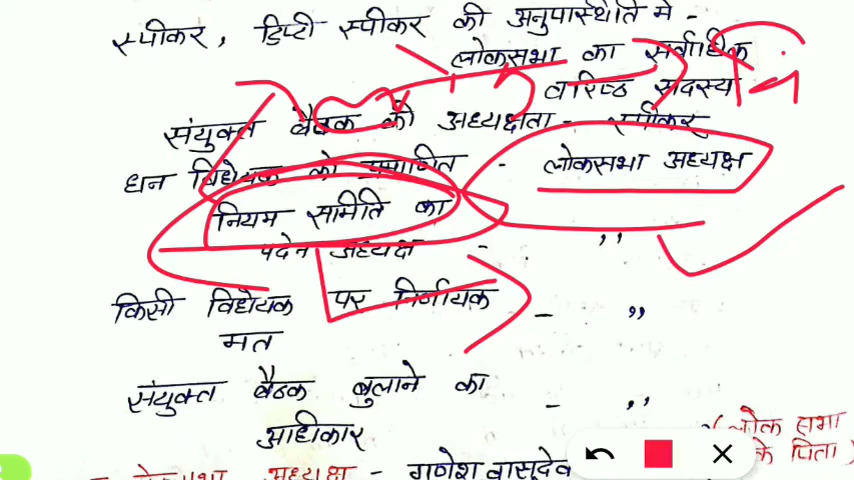 स्पीकर, डिप्टी स्पीकर की अनुपस्थिति में -
लोकसभा का सर्वाधिक
वरिष्ठ सदस्य
संयुक्त बैठक की अध्यक्षता - स्पीकर
धन विधेयक को प्रमाणित - लोकसभा अध्यक्ष
नियम समिति का
पदेन अध्यक्ष - ,,
किसी विधेयक पर निर्णायक - ,,
मत
संयुक्त बैठक बुलाने का - ,,
अधिकार
(लोक सभा
के पिता)
अध्यक्ष - गणेश वासुदेव